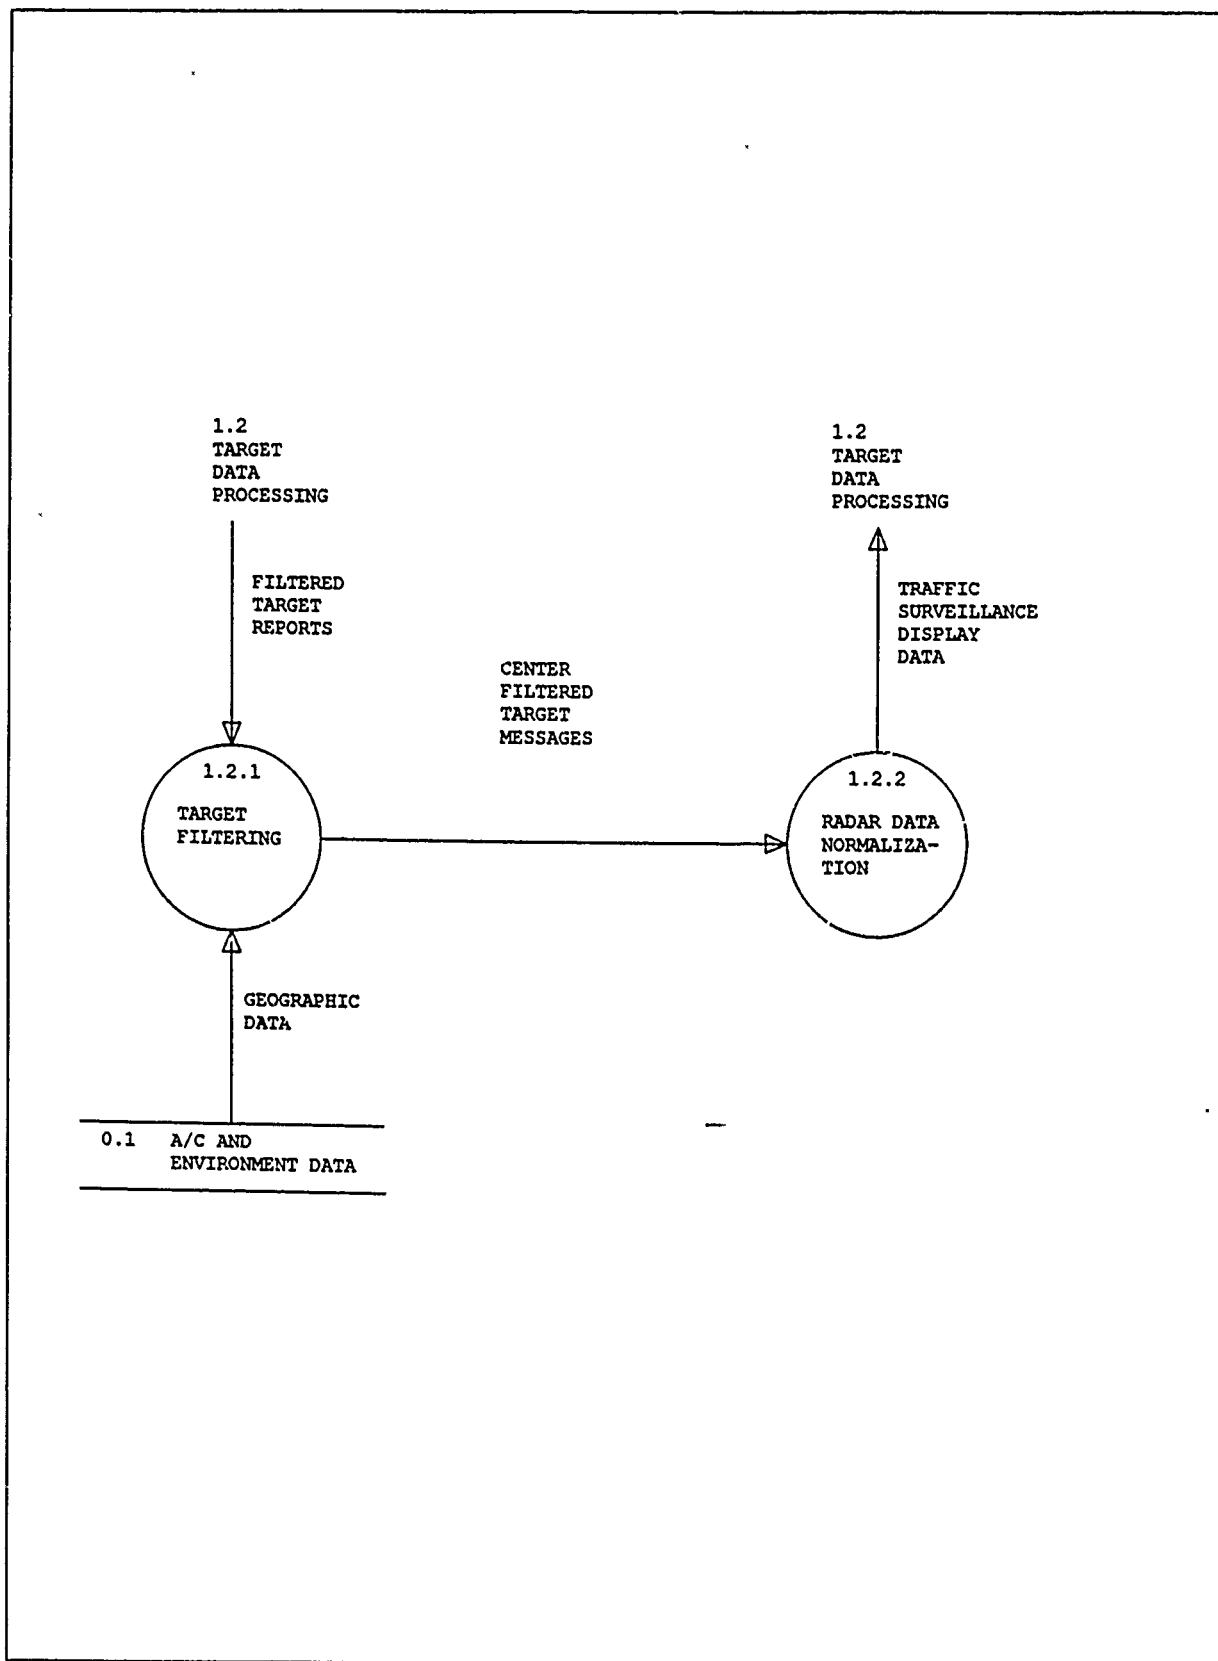 1.2
TARGET
DATA
PROCESSING
1.2
TARGET
DATA
PROCESSING
FILTERED
TARGET
REPORTS
TRAFFIC
SURVEILLANCE
DISPLAY
DATA
CENTER
FILTERED
TARGET
MESSAGES
1.2.1
TARGET
FILTERING
1.2.2
RADAR DATA
NORMALIZA-
TION
GEOGRAPHIC
DATA
0.1 A/C AND
ENVIRONMENT DATA